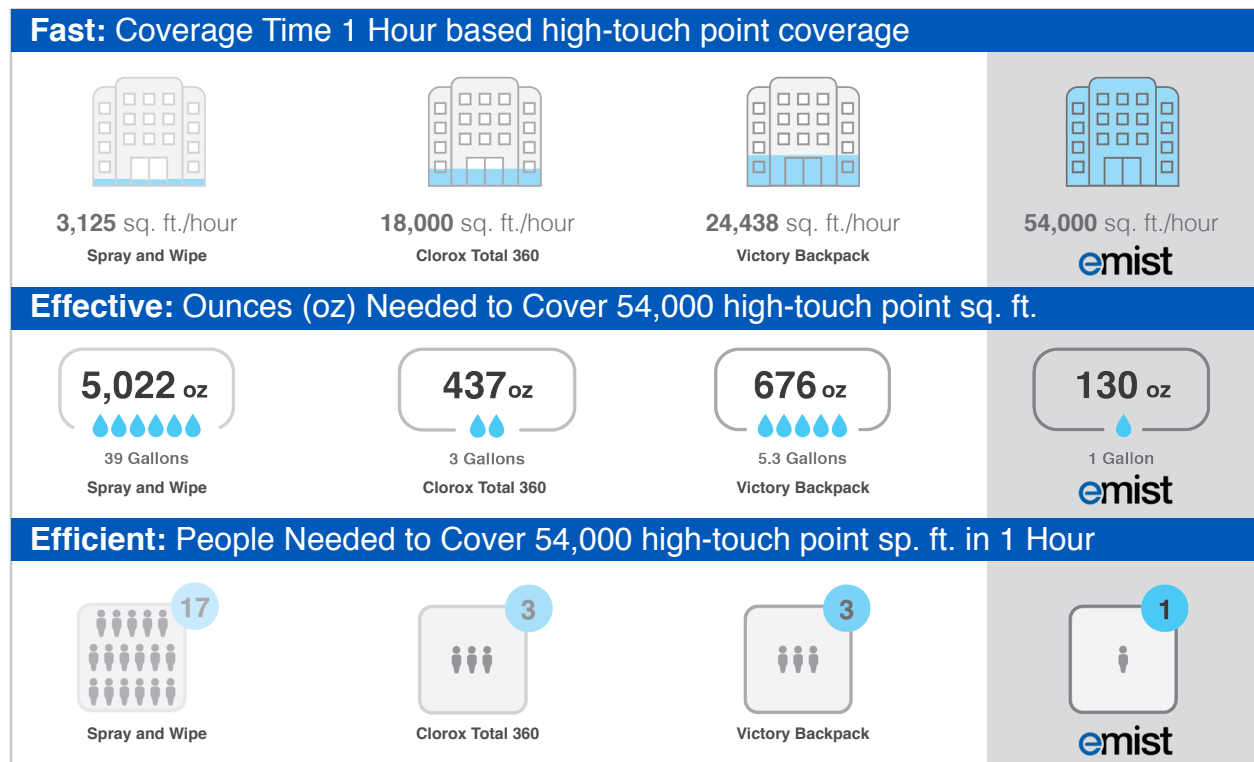 Fast: Coverage Time 1 Hour based high-touch point coverage
3,125 sq. ft./hour
Spray and Wipe
18,000 sq. ft./hour
Clorox Total 360
24,438 sq. ft./hour
Victory Backpack
54,000 sq. ft./hour
emist
Effective: Ounces (oz) Needed to Cover 54,000 high-touch point sq. ft.
5,022 oz
39 Gallons
Spray and Wipe
437 oz
3 Gallons
Clorox Total 360
676 oz
5.3 Gallons
Victory Backpack
130 oz
1 Gallon
emist
Efficient: People Needed to Cover 54,000 high-touch point sp. ft. in 1 Hour
17
Spray and Wipe
3
Clorox Total 360
3
Victory Backpack
1
emist